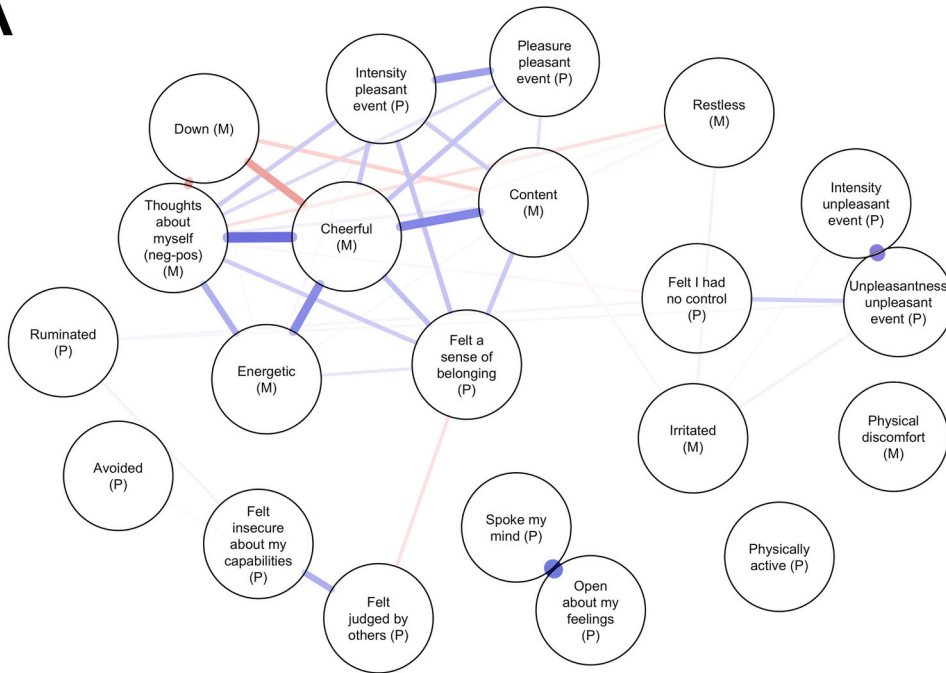 A
Pleasure
pleasant
event (P)
Intensity
pleasant
event (P)
Restless
(M)
Down (M)
Intensity
unpleasant
event (P)
Content
(M)
Thoughts
about
myself
(neg-pos)
(M)
Cheerful
(M)
Felt I had
no control
(P)
Unpleasantness
unpleasant
event (P)
Ruminated
(P)
Felt a
sense of
belonging
(P)
Energetic
(M)
Irritated
(M)
Physical
discomfort
(M)
Avoided
(P)
Felt
insecure
about my
capabilities
(P)
Spoke my
mind (P)
Physically
active (P)
Open
about my
feelings
(P)
Felt
judged by
others (P)